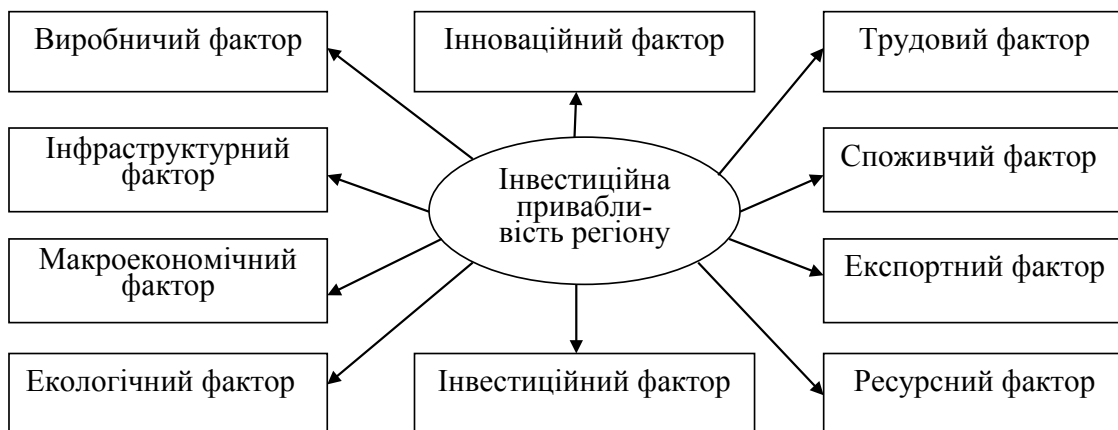 Виробничий фактор
Інноваційний фактор
Трудовий фактор
Інфраструктурний
фактор
Інвестиційна
привабли-
вість регіону
Споживчий фактор
Макроекономічний
фактор
Експортний фактор
Екологічний фактор
Інвестиційний фактор
Ресурсний фактор